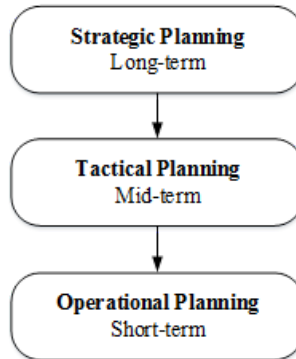 Strategic Planning
Long-term
Tactical Planning
Mid-term
Operational Planning
Short-term